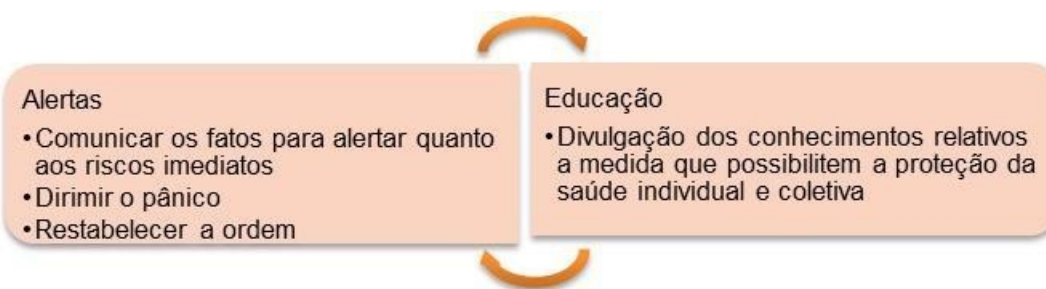 Alertas
•Comunicar os fatos para alertar quanto
aos riscos imediatos
•Dirimir o pânico
•Restabelecer a ordem
Educação
•Divulgação dos conhecimentos relativos
a medida que possibilitem a proteção da
saúde individual e coletiva